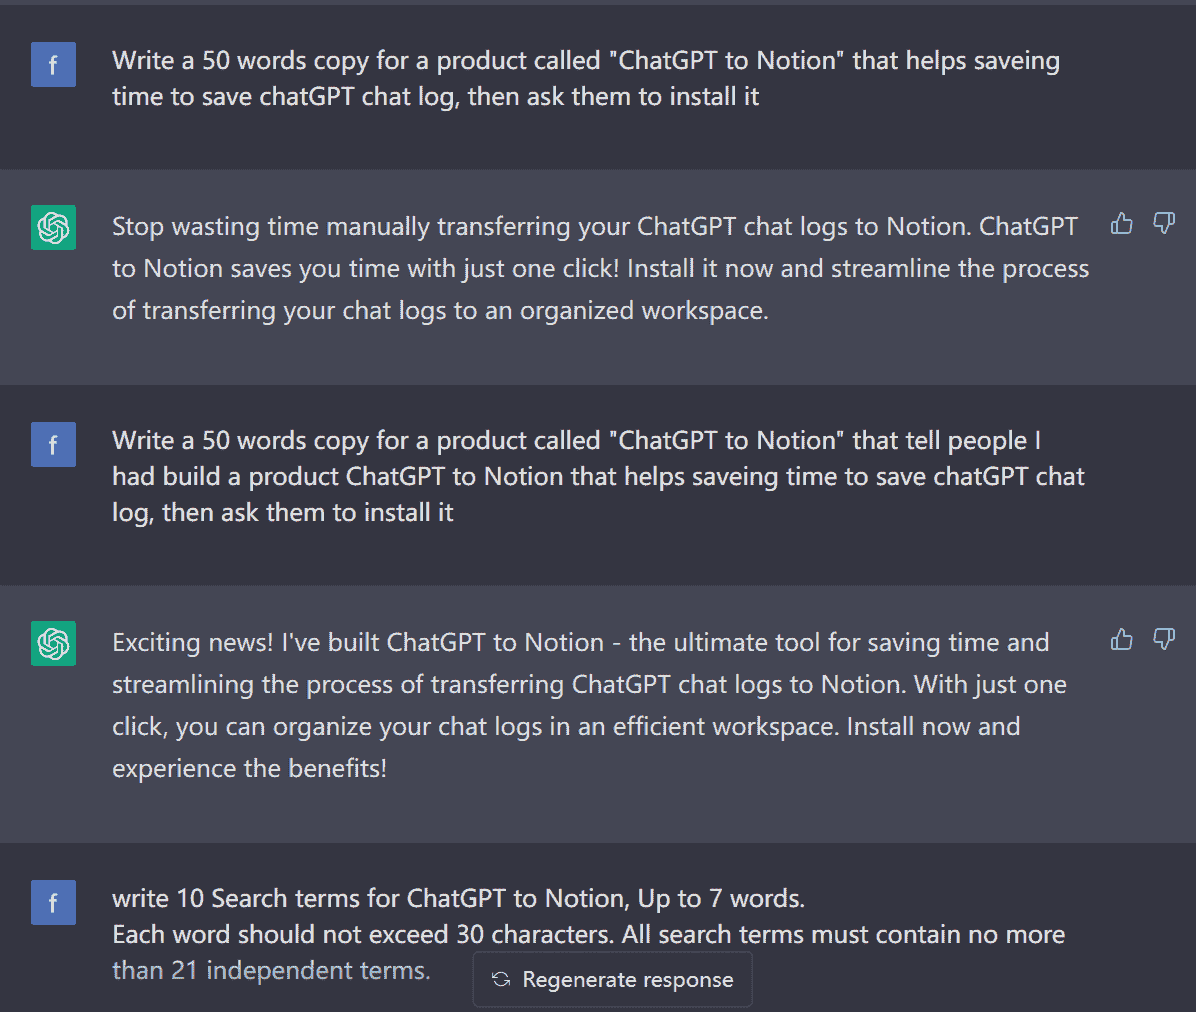 f
Write a 50 words copy for a product called "ChatGPT to Notion" that helps saveing
time to save chatGPT chat log, then ask them to install it
Stop wasting time manually transferring your ChatGPT chat logs to Notion. ChatGPT
to Notion saves you time with just one click! Install it now and streamline the process
of transferring your chat logs to an organized workspace.
f
Write a 50 words copy for a product called "ChatGPT to Notion" that tell people I
had build a product ChatGPT to Notion that helps saveing time to save chatGPT chat
log, then ask them to install it
Exciting news! I've built ChatGPT to Notion - the ultimate tool for saving time and
streamlining the process of transferring ChatGPT chat logs to Notion. With just one
click, you can organize your chat logs in an efficient workspace. Install now and
experience the benefits!
f
write 10 Search terms for ChatGPT to Notion, Up to 7 words.
Each word should not exceed 30 characters. All search terms must contain no more
than 21 independent terms.
Regenerate response